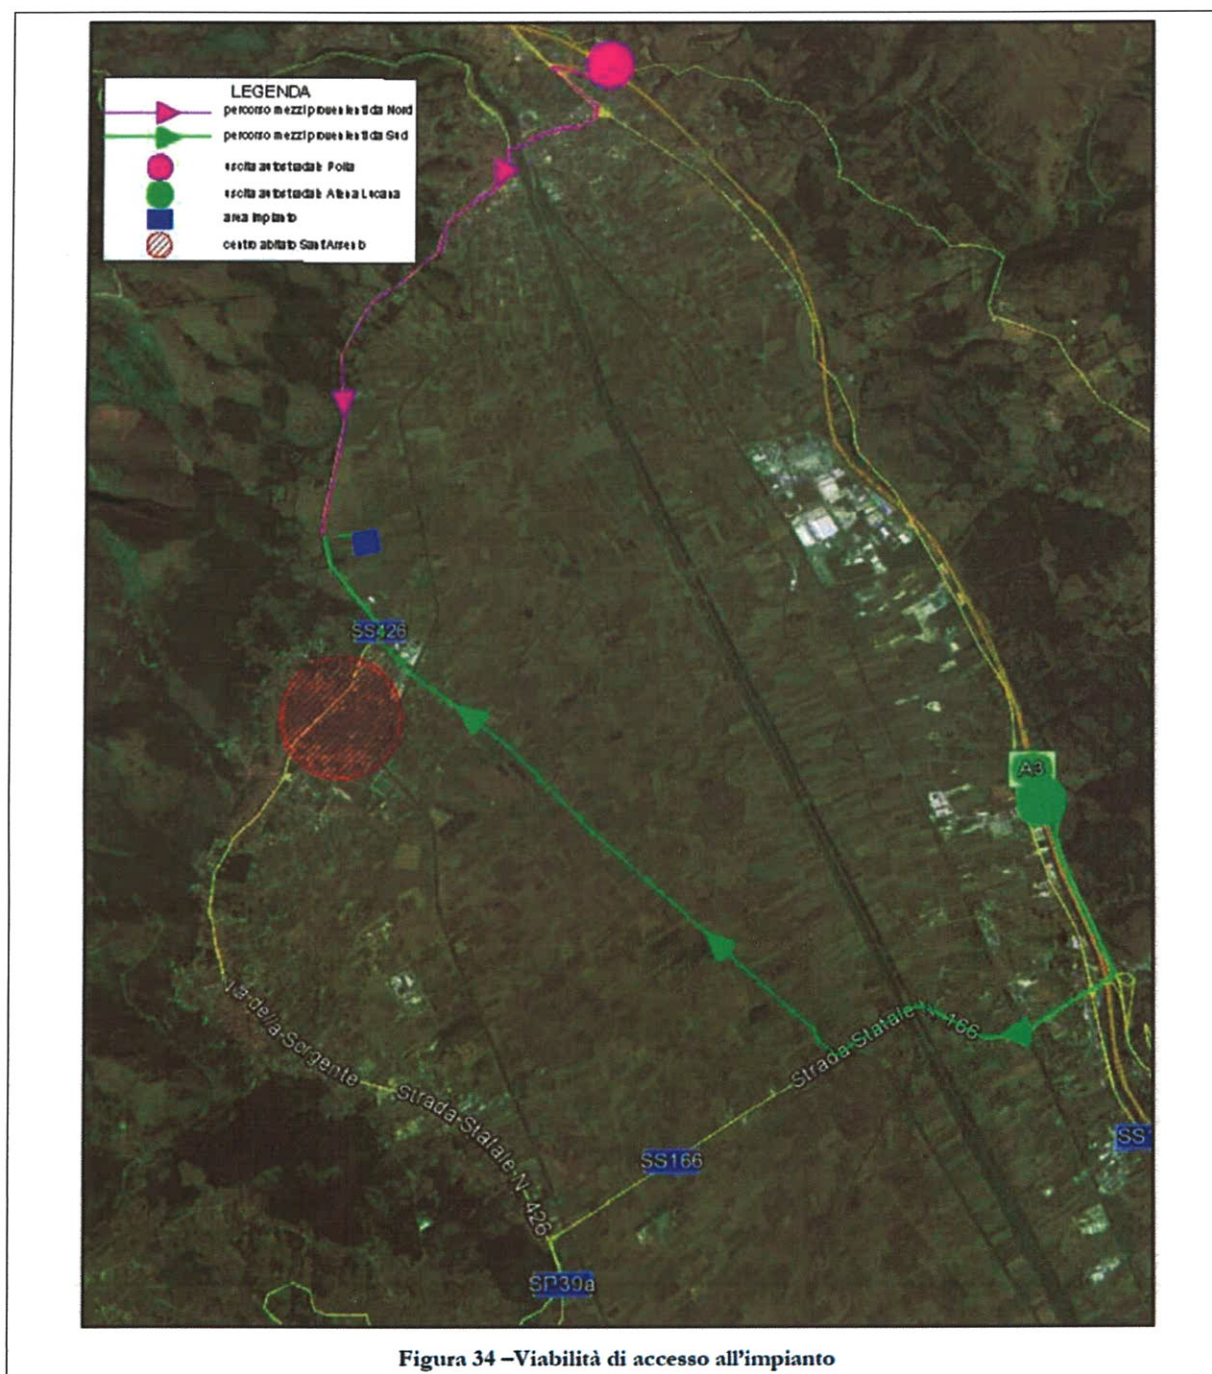 LEGENDA
percorso mezzi provenienti da Nord
percorso mezzi provenienti da Sud
uscita autostradale Polla
uscita autostradale Atena Lucana
area impianto
centro abitato Sant'Arsenio
SS426
A3
La della Sorgente
Strada Statale N 166
Strada Statale N 426
SS166
SS
SP39a
Figura 34 –Viabilità di accesso all'impianto